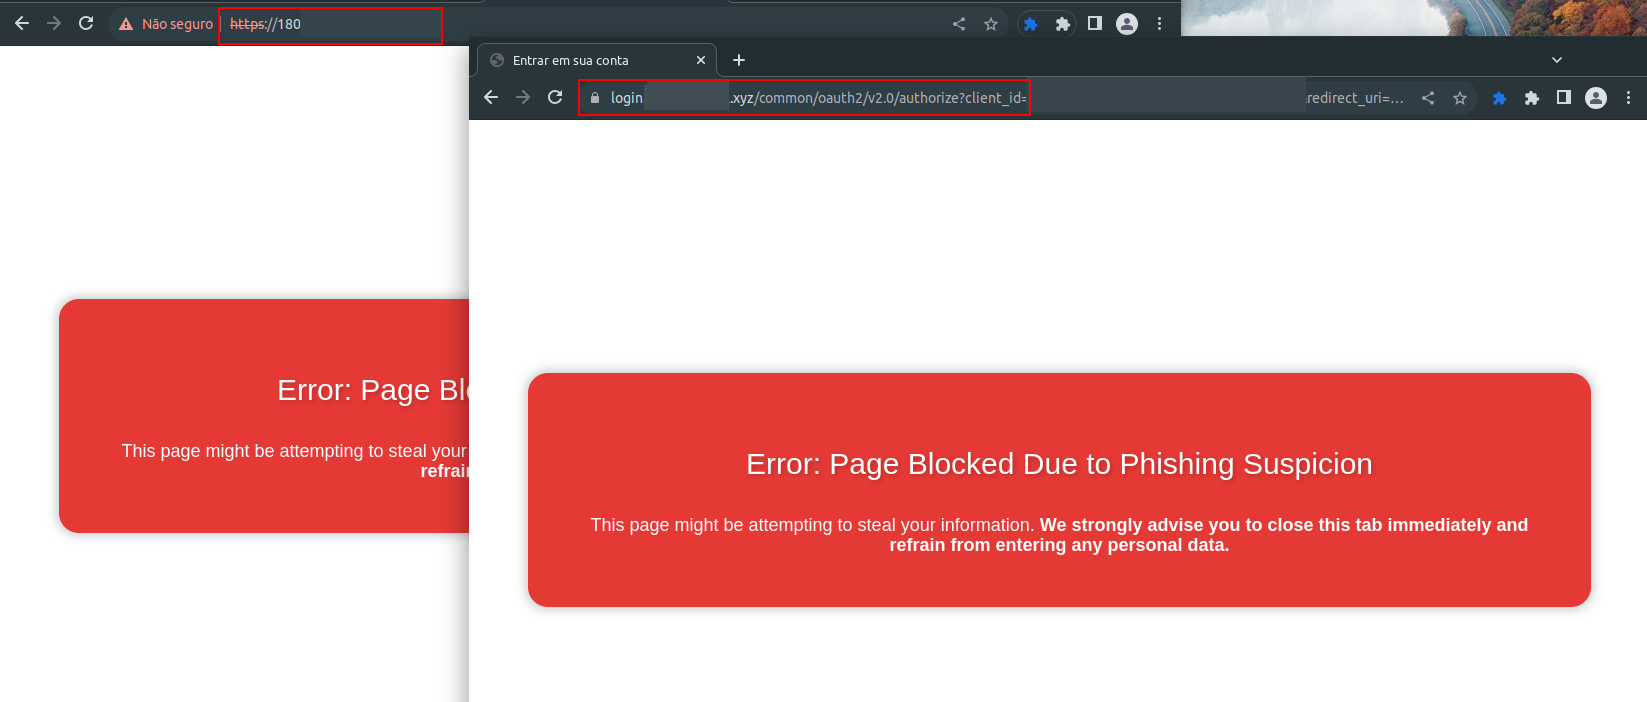 Não seguro | https://180
Error: Page Bl
This page might be attempting to steal your
refrain
Entrar em sua conta
login .xyz/common/oauth2/v2.0/authorize?client_id= redirect_uri=...
Error: Page Blocked Due to Phishing Suspicion
This page might be attempting to steal your information. We strongly advise you to close this tab immediately and
refrain from entering any personal data.